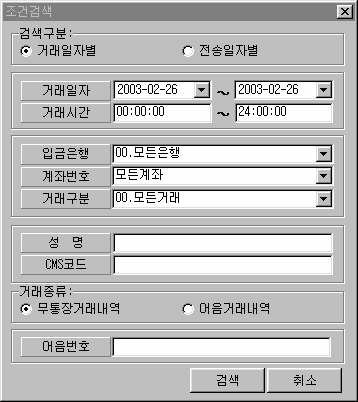 조건검색
검색구분:
거래일자별 전송일자별
거래일자 2003-02-26 ~ 2003-02-26
거래시간 00:00:00 ~ 24:00:00
입금은행 00.모든은행
계좌번호 모든계좌
거래구분 00.모든거래
성 명
CMS코드
거래종류:
무통장거래내역 어음거래내역
어음번호
검색 취소